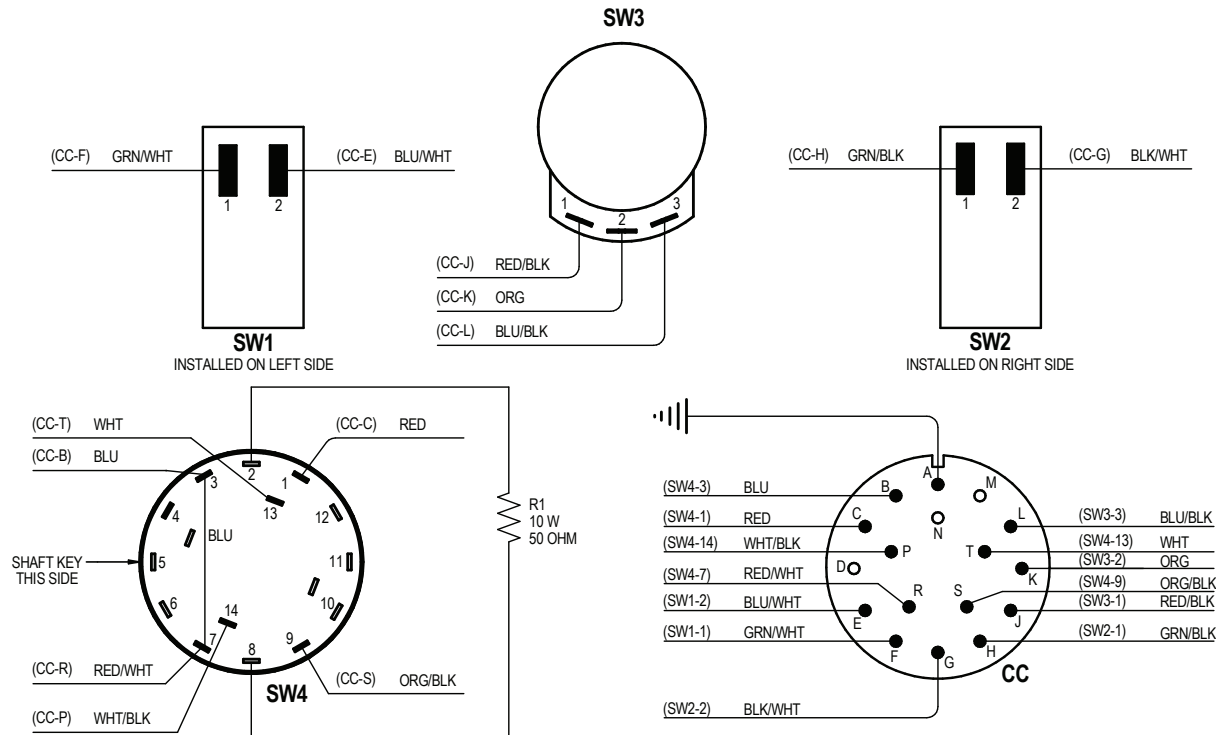 SW3
(CC-F) GRN/WHT
(CC-E) BLU/WHT
1 2
SW1
INSTALLED ON LEFT SIDE
1 2 3
(CC-J) RED/BLK
(CC-K) ORG
(CC-L) BLU/BLK
(CC-H) GRN/BLK
(CC-G) BLK/WHT
1 2
SW2
INSTALLED ON RIGHT SIDE
(CC-T) WHT
(CC-B) BLU
(CC-C) RED
3 2 1
4 13 12
BLU
SHAFT KEY
THIS SIDE
5 11
6 14 10
7 8 9
(CC-R) RED/WHT
(CC-P) WHT/BLK
(CC-S) ORG/BLK
SW4
R1
10 W
50 OHM
(SW4-3) BLU
(SW4-1) RED
(SW4-14) WHT/BLK
(SW4-7) RED/WHT
(SW1-2) BLU/WHT
(SW1-1) GRN/WHT
(SW2-2) BLK/WHT
A
B M
C N L
P T
D K
R S
E J
F G H
CC
(SW3-3) BLU/BLK
(SW4-13) WHT
(SW3-2) ORG
(SW4-9) ORG/BLK
(SW3-1) RED/BLK
(SW2-1) GRN/BLK